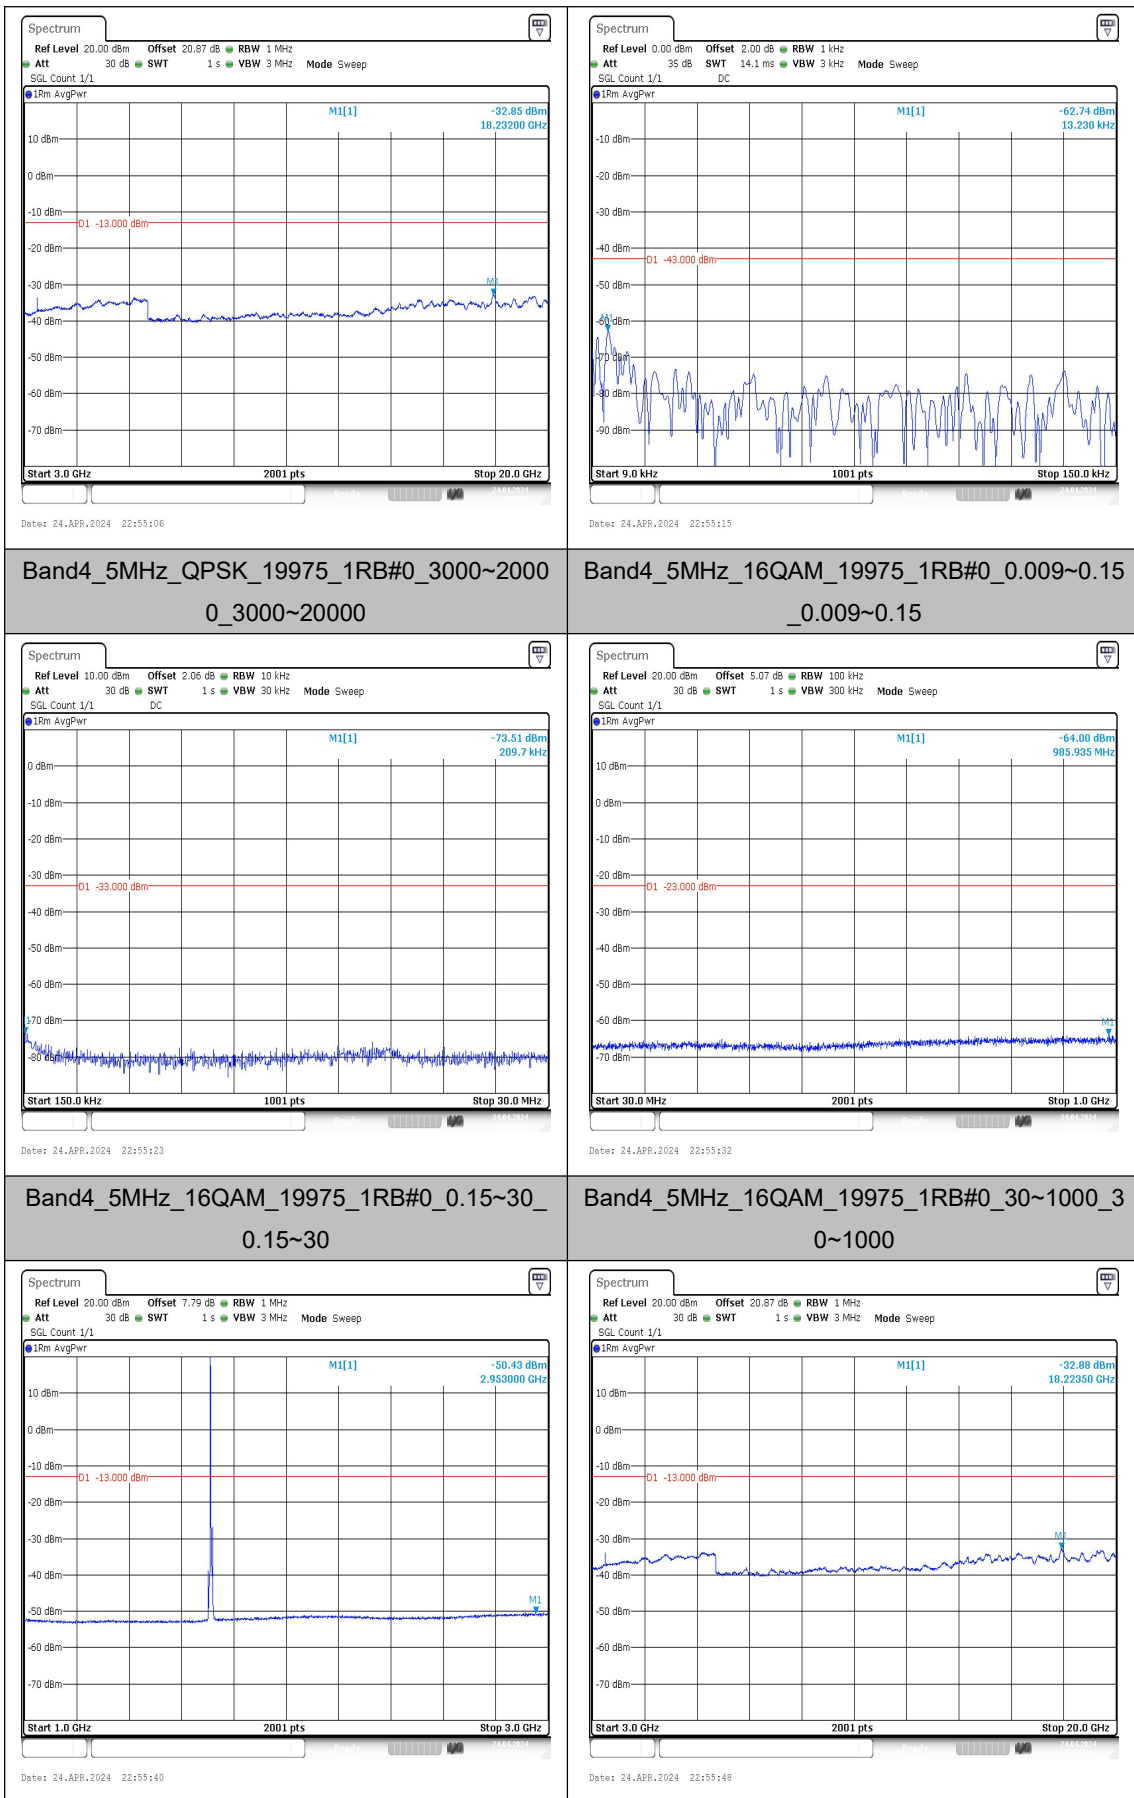 Spectrum
Ref Level 20.00 dBm Offset 20.87 dB RBW 1 MHz
Att 30 dB SWT 1 s VBW 3 MHz Mode Sweep
SGL Count 1/1
1Rm AvgPwr
M1[1] -32.85 dBm
18.23200 GHz
10 dBm
0 dBm
-10 dBm
D1 -13.000 dBm
-20 dBm
M1
-30 dBm
-40 dBm
-50 dBm
-60 dBm
-70 dBm
Start 3.0 GHz 2001 pts Stop 20.0 GHz
Date: 24.APR.2024 22:55:06
Spectrum
Ref Level 0.00 dBm Offset 2.00 dB RBW 1 kHz
Att 35 dB SWT 14.1 ms VBW 3 kHz Mode Sweep
SGL Count 1/1 DC
1Rm AvgPwr
M1[1] -62.74 dBm
13.230 kHz
-10 dBm
-20 dBm
-30 dBm
-40 dBm
D1 -43.000 dBm
-50 dBm
M1
-60 dBm
-70 dBm
-80 dBm
-90 dBm
Start 9.0 kHz 1001 pts Stop 150.0 kHz
Date: 24.APR.2024 22:55:15
Band4_5MHz_QPSK_19975_1RB#0_3000~2000
0_3000~20000
Band4_5MHz_16QAM_19975_1RB#0_0.009~0.15
_0.009~0.15
Spectrum
Ref Level 10.00 dBm Offset 2.06 dB RBW 10 kHz
Att 30 dB SWT 1 s VBW 30 kHz Mode Sweep
SGL Count 1/1 DC
1Rm AvgPwr
M1[1] -73.51 dBm
209.7 kHz
0 dBm
-10 dBm
-20 dBm
-30 dBm
D1 -33.000 dBm
-40 dBm
-50 dBm
-60 dBm
-70 dBm
-80 dBm
Start 150.0 kHz 1001 pts Stop 30.0 MHz
Date: 24.APR.2024 22:55:23
Spectrum
Ref Level 20.00 dBm Offset 5.07 dB RBW 100 kHz
Att 30 dB SWT 1 s VBW 300 kHz Mode Sweep
SGL Count 1/1
1Rm AvgPwr
M1[1] -64.00 dBm
985.935 MHz
10 dBm
0 dBm
-10 dBm
-20 dBm
D1 -23.000 dBm
-30 dBm
-40 dBm
-50 dBm
-60 dBm
M1
-70 dBm
Start 30.0 MHz 2001 pts Stop 1.0 GHz
Date: 24.APR.2024 22:55:32
Band4_5MHz_16QAM_19975_1RB#0_0.15~30_
0.15~30
Band4_5MHz_16QAM_19975_1RB#0_30~1000_3
0~1000
Spectrum
Ref Level 20.00 dBm Offset 7.79 dB RBW 1 MHz
Att 30 dB SWT 1 s VBW 3 MHz Mode Sweep
SGL Count 1/1
1Rm AvgPwr
M1[1] -50.43 dBm
2.953000 GHz
10 dBm
0 dBm
-10 dBm
D1 -13.000 dBm
-20 dBm
-30 dBm
-40 dBm
M1
-50 dBm
-60 dBm
-70 dBm
Start 1.0 GHz 2001 pts Stop 3.0 GHz
Date: 24.APR.2024 22:55:40
Spectrum
Ref Level 20.00 dBm Offset 20.87 dB RBW 1 MHz
Att 30 dB SWT 1 s VBW 3 MHz Mode Sweep
SGL Count 1/1
1Rm AvgPwr
M1[1] -32.88 dBm
18.22350 GHz
10 dBm
0 dBm
-10 dBm
D1 -13.000 dBm
-20 dBm
-30 dBm
M1
-40 dBm
-50 dBm
-60 dBm
-70 dBm
Start 3.0 GHz 2001 pts Stop 20.0 GHz
Date: 24.APR.2024 22:55:48